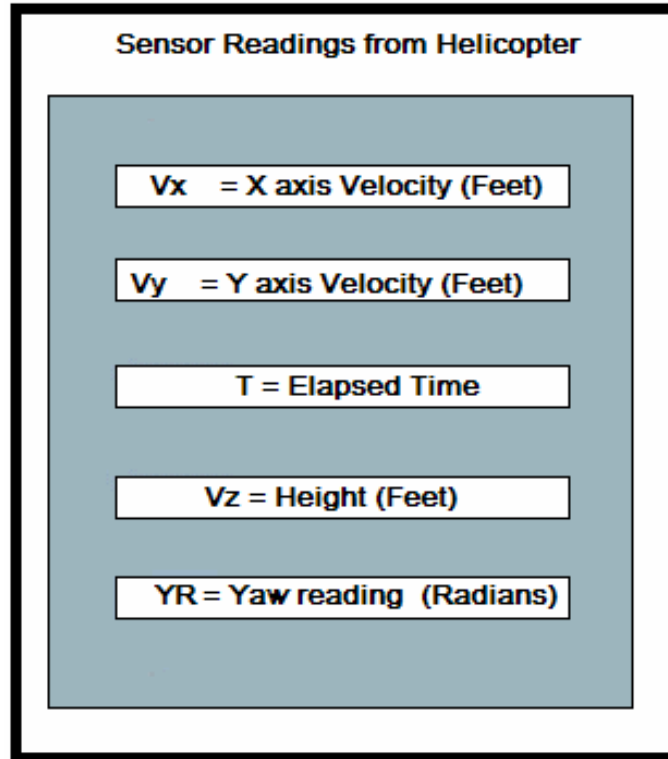 Sensor Readings from Helicopter
Vx = X axis Velocity (Feet)
Vy = Y axis Velocity (Feet)
T = Elapsed Time
Vz = Height (Feet)
YR = Yaw reading (Radians)